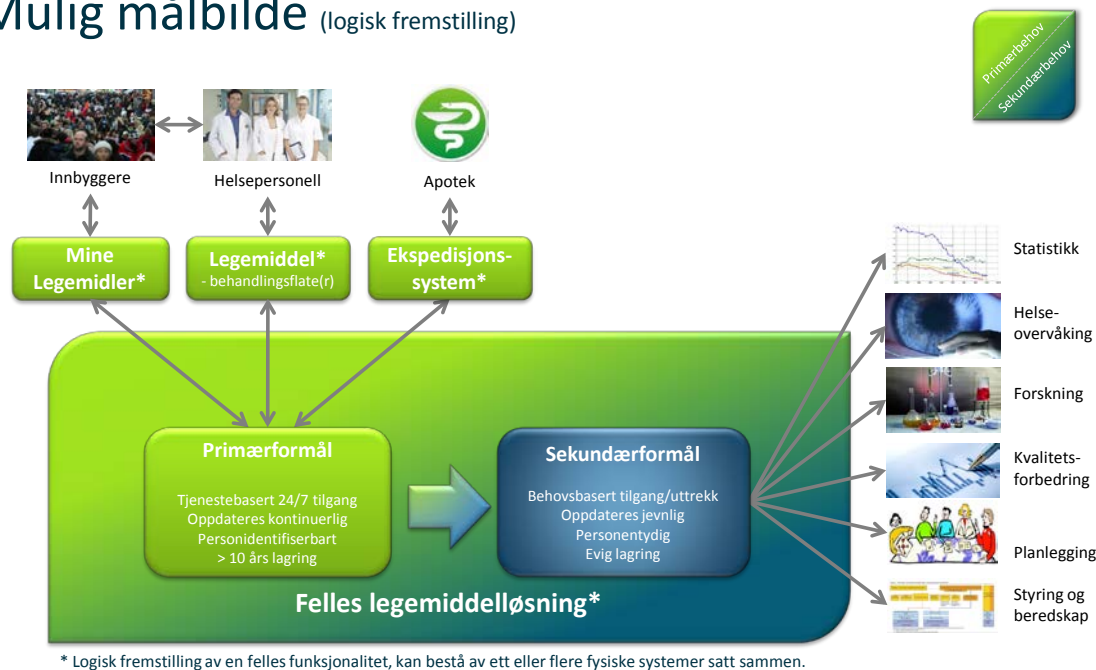 Mulig målbilde (logisk fremstilling)
Primærbehov
Sekundærbehov
Innbyggere
Helsepersonell
Apotek
Mine
Legemidler*
Legemiddel*
- behandlingsflate(r)
Ekspedisjons-
system*
Statistikk
Helse-
overvåking
Forskning
Kvalitets-
forbedring
Planlegging
Styring og
beredskap
Primærformål
Tjenestebasert 24/7 tilgang
Oppdateres kontinuerlig
Personidentifiserbart
> 10 års lagring
Sekundærformål
Behovsbasert tilgang/uttrekk
Oppdateres jevnlig
Personentydig
Evig lagring
Felles legemiddelløsning*
* Logisk fremstilling av en felles funksjonalitet, kan bestå av ett eller flere fysiske systemer satt sammen.